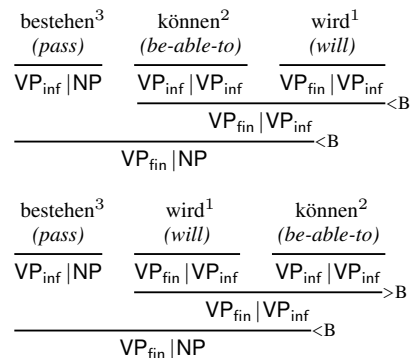 bestehen³ können² wird¹
(pass) (be-able-to) (will)
VP_inf |NP VP_inf |VP_inf VP_fin |VP_inf
<B
VP_fin |VP_inf
<B
VP_fin |NP
bestehen³ wird¹ können²
(pass) (will) (be-able-to)
VP_inf |NP VP_fin |VP_inf VP_inf |VP_inf
>B
VP_fin |VP_inf
<B
VP_fin |NP